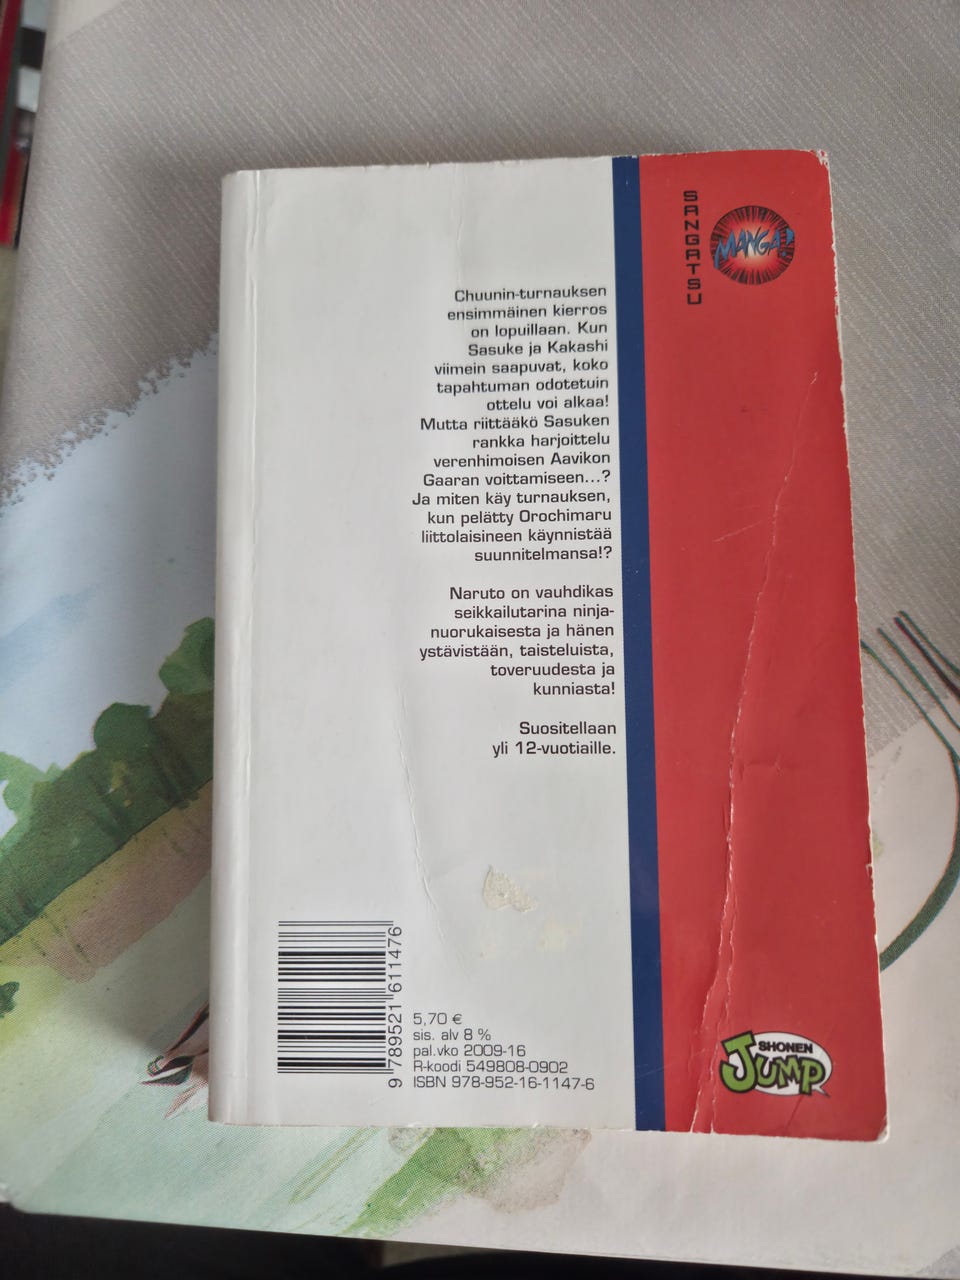 SANGATSU
MANGA!
Chuunin-turnauksen
ensimmäinen kierros
on lopuillaan. Kun
Sasuke ja Kakashi
viimein saapuvat, koko
tapahtuman odotetuin
ottelu voi alkaa!
Mutta riittääkö Sasuken
rankka harjoittelu
verenhimoisen Aavikon
Gaaran voittamiseen...?
Ja miten käy turnauksen,
kun pelätty Orochimaru
liittolaisineen käynnistää
suunnitelmansa!?
Naruto on vauhdikas
seikkailutarina ninja-
nuorukaisesta ja hänen
ystävistään, taisteluista,
toveruudesta ja
kunniasta!
Suositellaan
yli 12-vuotiaille.
9 789521 611476
5,70 €
sis. alv 8 %
pal.vko 2009-16
R-koodi 549808-0902
ISBN 978-952-16-1147-6
SHONEN
JUMP